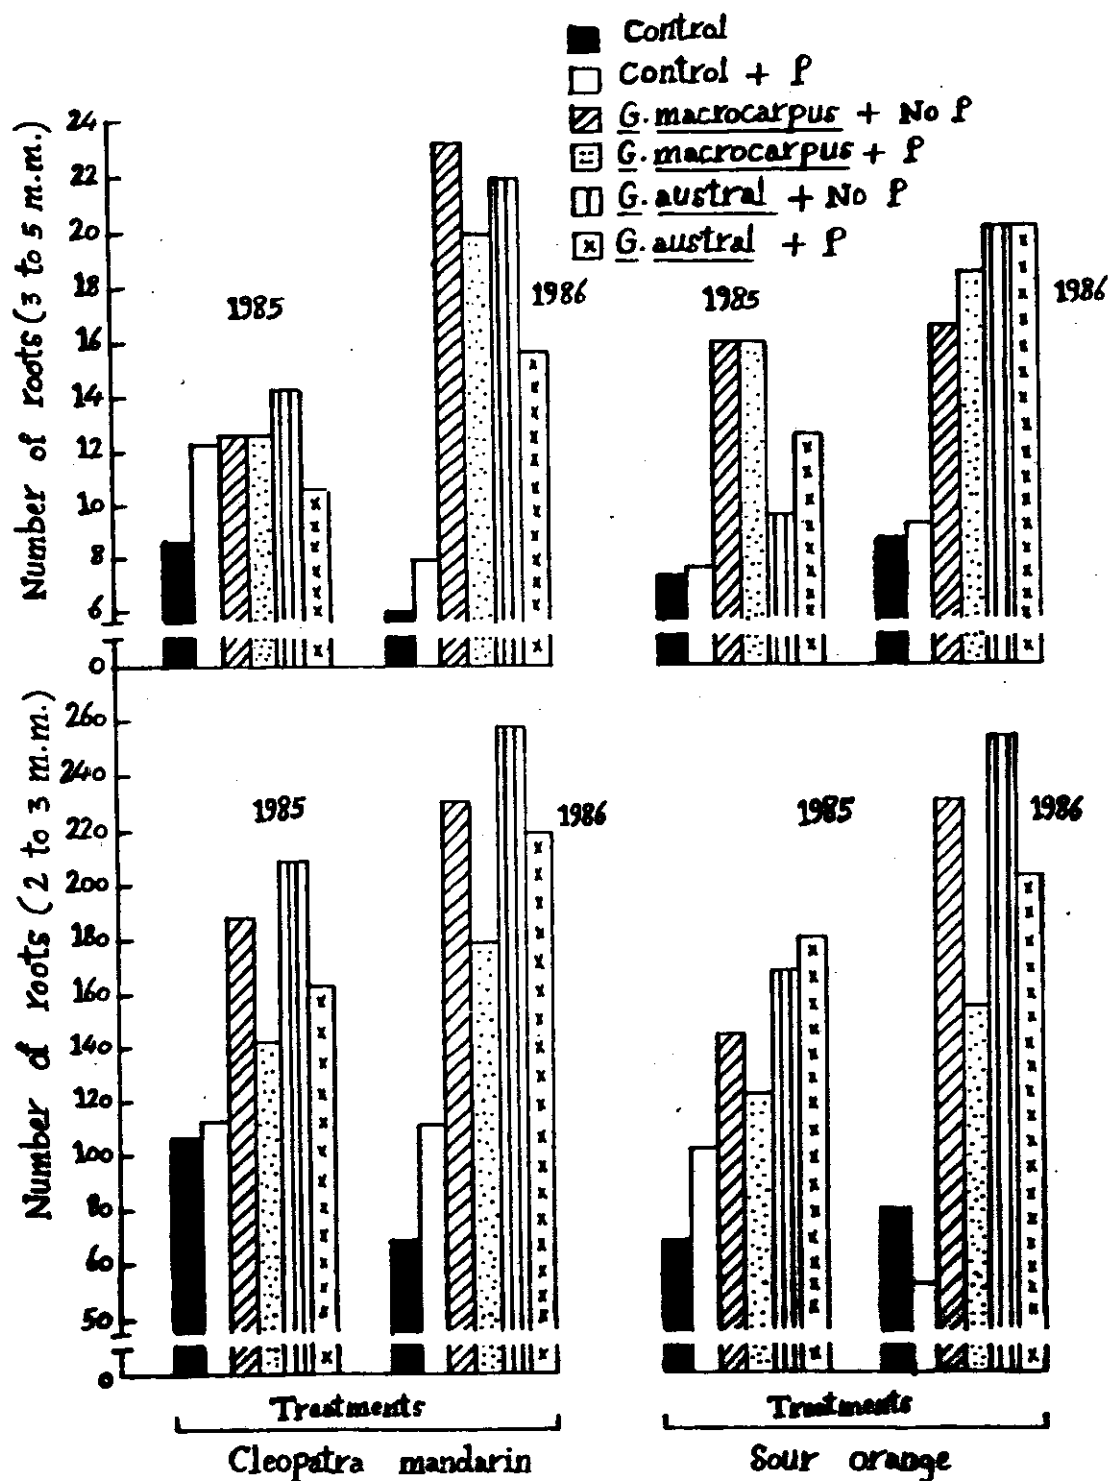 Control
Control + P
G. macrocarpus + No P
G. macrocarpus + P
G. austral + No P
G. austral + P
Number of roots (3 to 5 m.m.)
24
22
20
18
16
14
12
10
8
6
0
1985
1986
1985
1986
Number of roots (2 to 3 m.m.)
260
240
220
200
180
160
140
120
100
80
60
50
0
1985
1986
1985
1986
Treatments
Treatments
Cleopatra mandarin
Sour orange